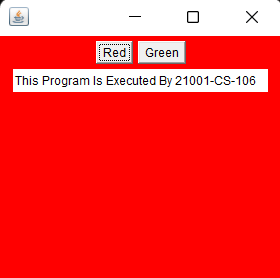 Red Green
This Program Is Executed By 21001-CS-106